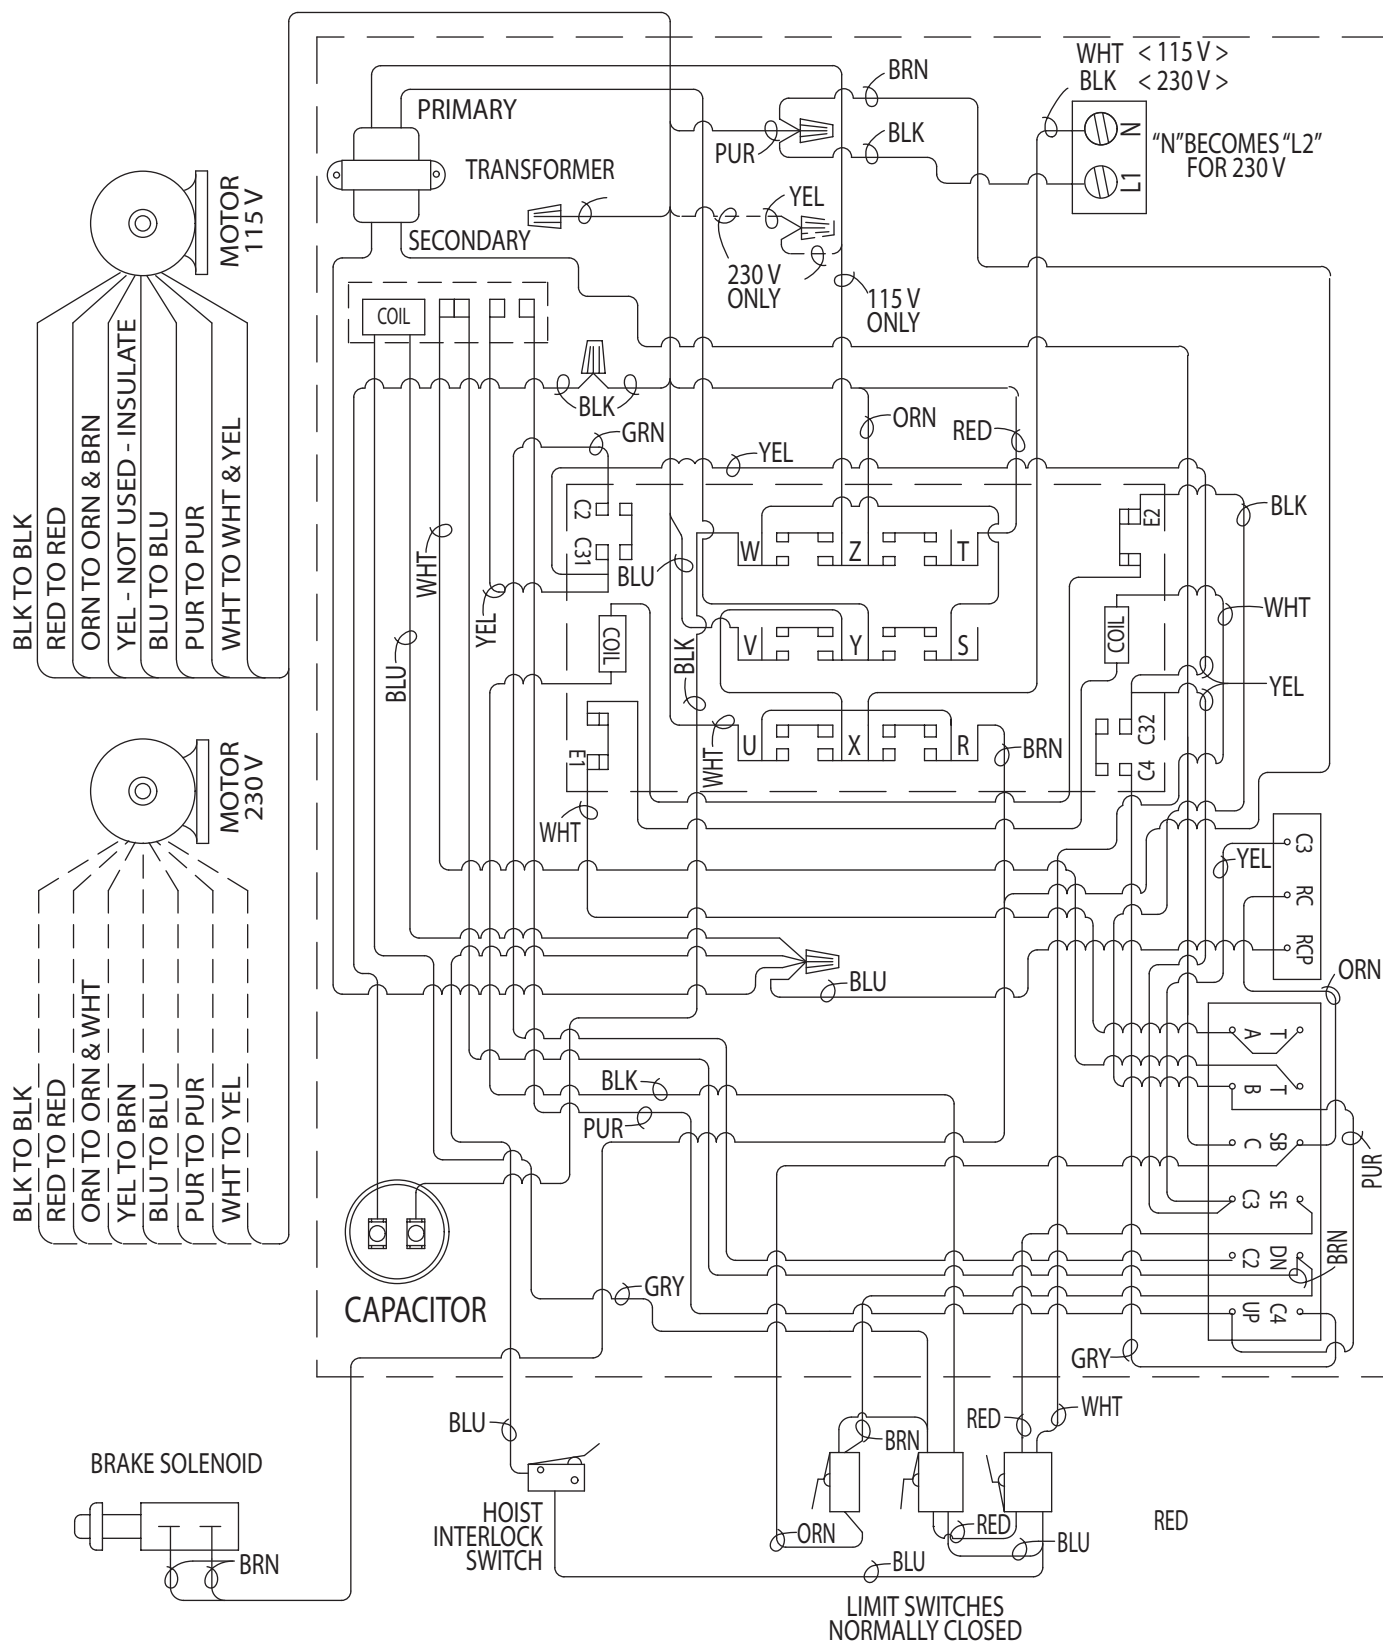 WHT < 115 V >
BLK < 230 V >
BRN
PRIMARY
BLK
PUR
N
L1
"N"BECOMES "L2"
FOR 230 V
TRANSFORMER
YEL
SECONDARY
230 V
ONLY
115 V
ONLY
MOTOR
115 V
COIL
BLK
ORN
RED
GRN
YEL
BLK TO BLK
RED TO RED
ORN TO ORN & BRN
YEL - NOT USED - INSULATE
BLU TO BLU
PUR TO PUR
WHT TO WHT & YEL
C2
C31
E2
BLK
WHT
BLU
W
Z
T
YEL
COIL
COIL
WHT
BLU
BLK
V
Y
S
YEL
E1
WHT
U
X
R
BRN
C32
C4
WHT
MOTOR
230 V
C3
RC
RCP
YEL
BLU
ORN
BLK TO BLK
RED TO RED
ORN TO ORN & WHT
YEL TO BRN
BLU TO BLU
PUR TO PUR
WHT TO YEL
A
T
B
T
C
SB
C3
SE
C2
DN
UP
C4
BLK
PUR
PUR
BRN
GRY
CAPACITOR
GRY
BLU
RED
WHT
BRN
BRAKE SOLENOID
HOIST
INTERLOCK
SWITCH
ORN
RED
BLU
RED
BRN
BLU
LIMIT SWITCHES
NORMALLY CLOSED